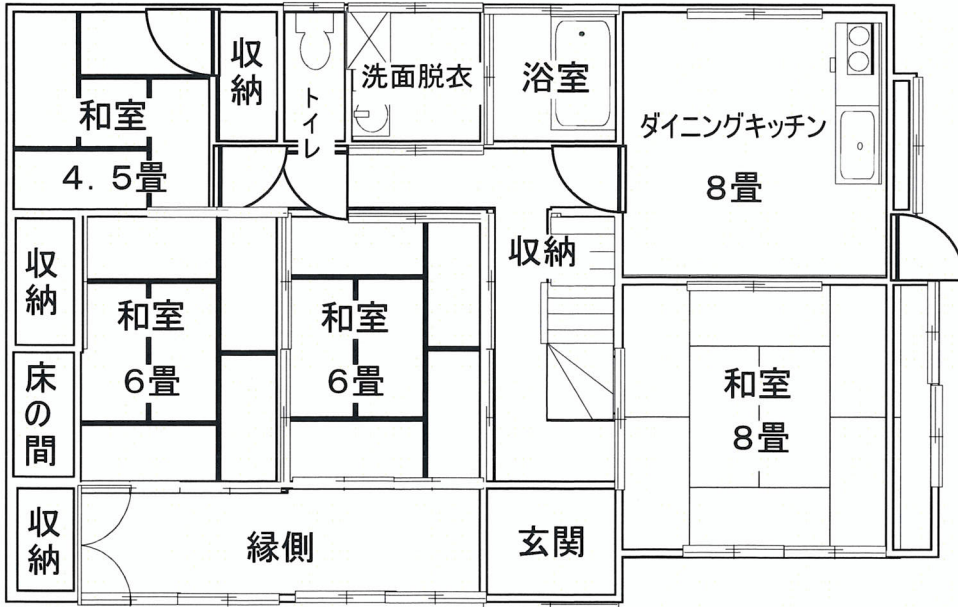 収納
トイレ
洗面脱衣
浴室
ダイニングキッチン
8畳
和室
4.5畳
収納
収納
和室
6畳
和室
6畳
和室
8畳
床の間
収納
縁側
玄関